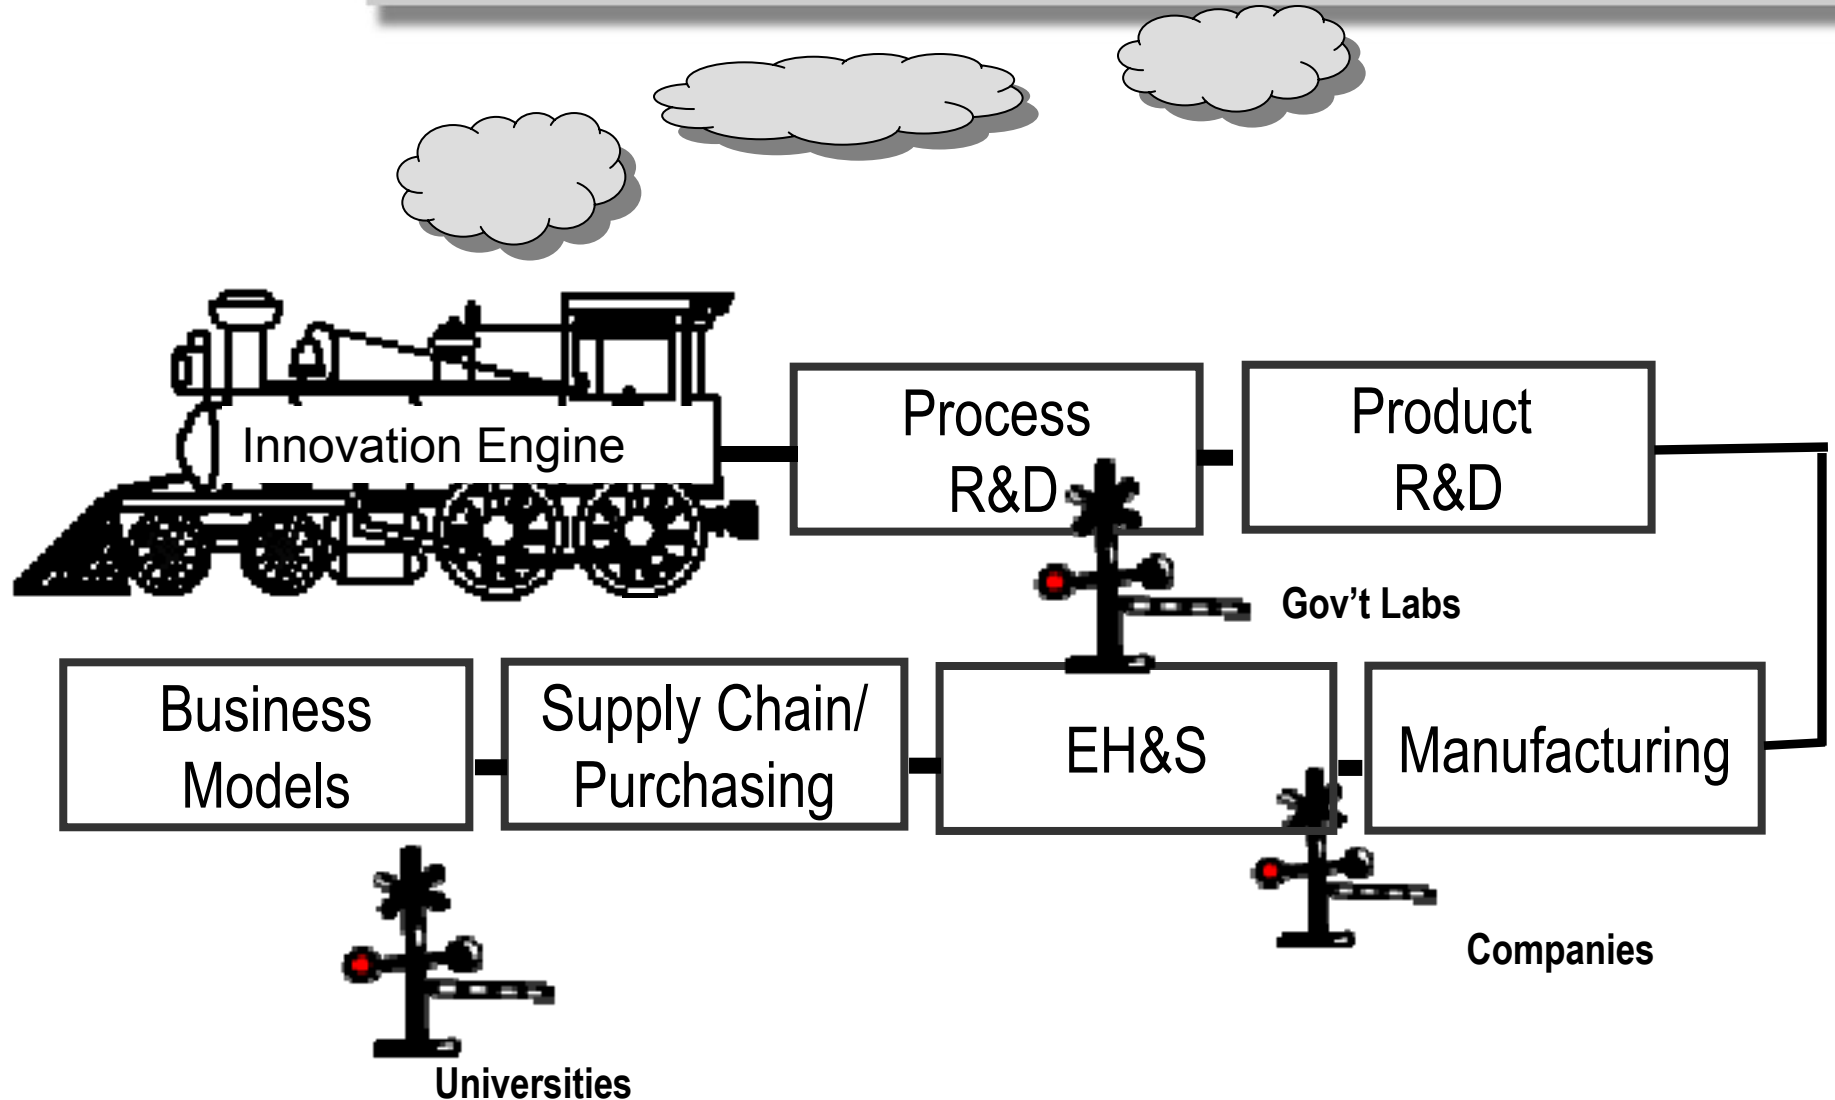 Innovation Engine
Process
R&D
Product
R&D
Gov’t Labs
Business
Models
Supply Chain/
Purchasing
EH&S
Manufacturing
Companies
Universities